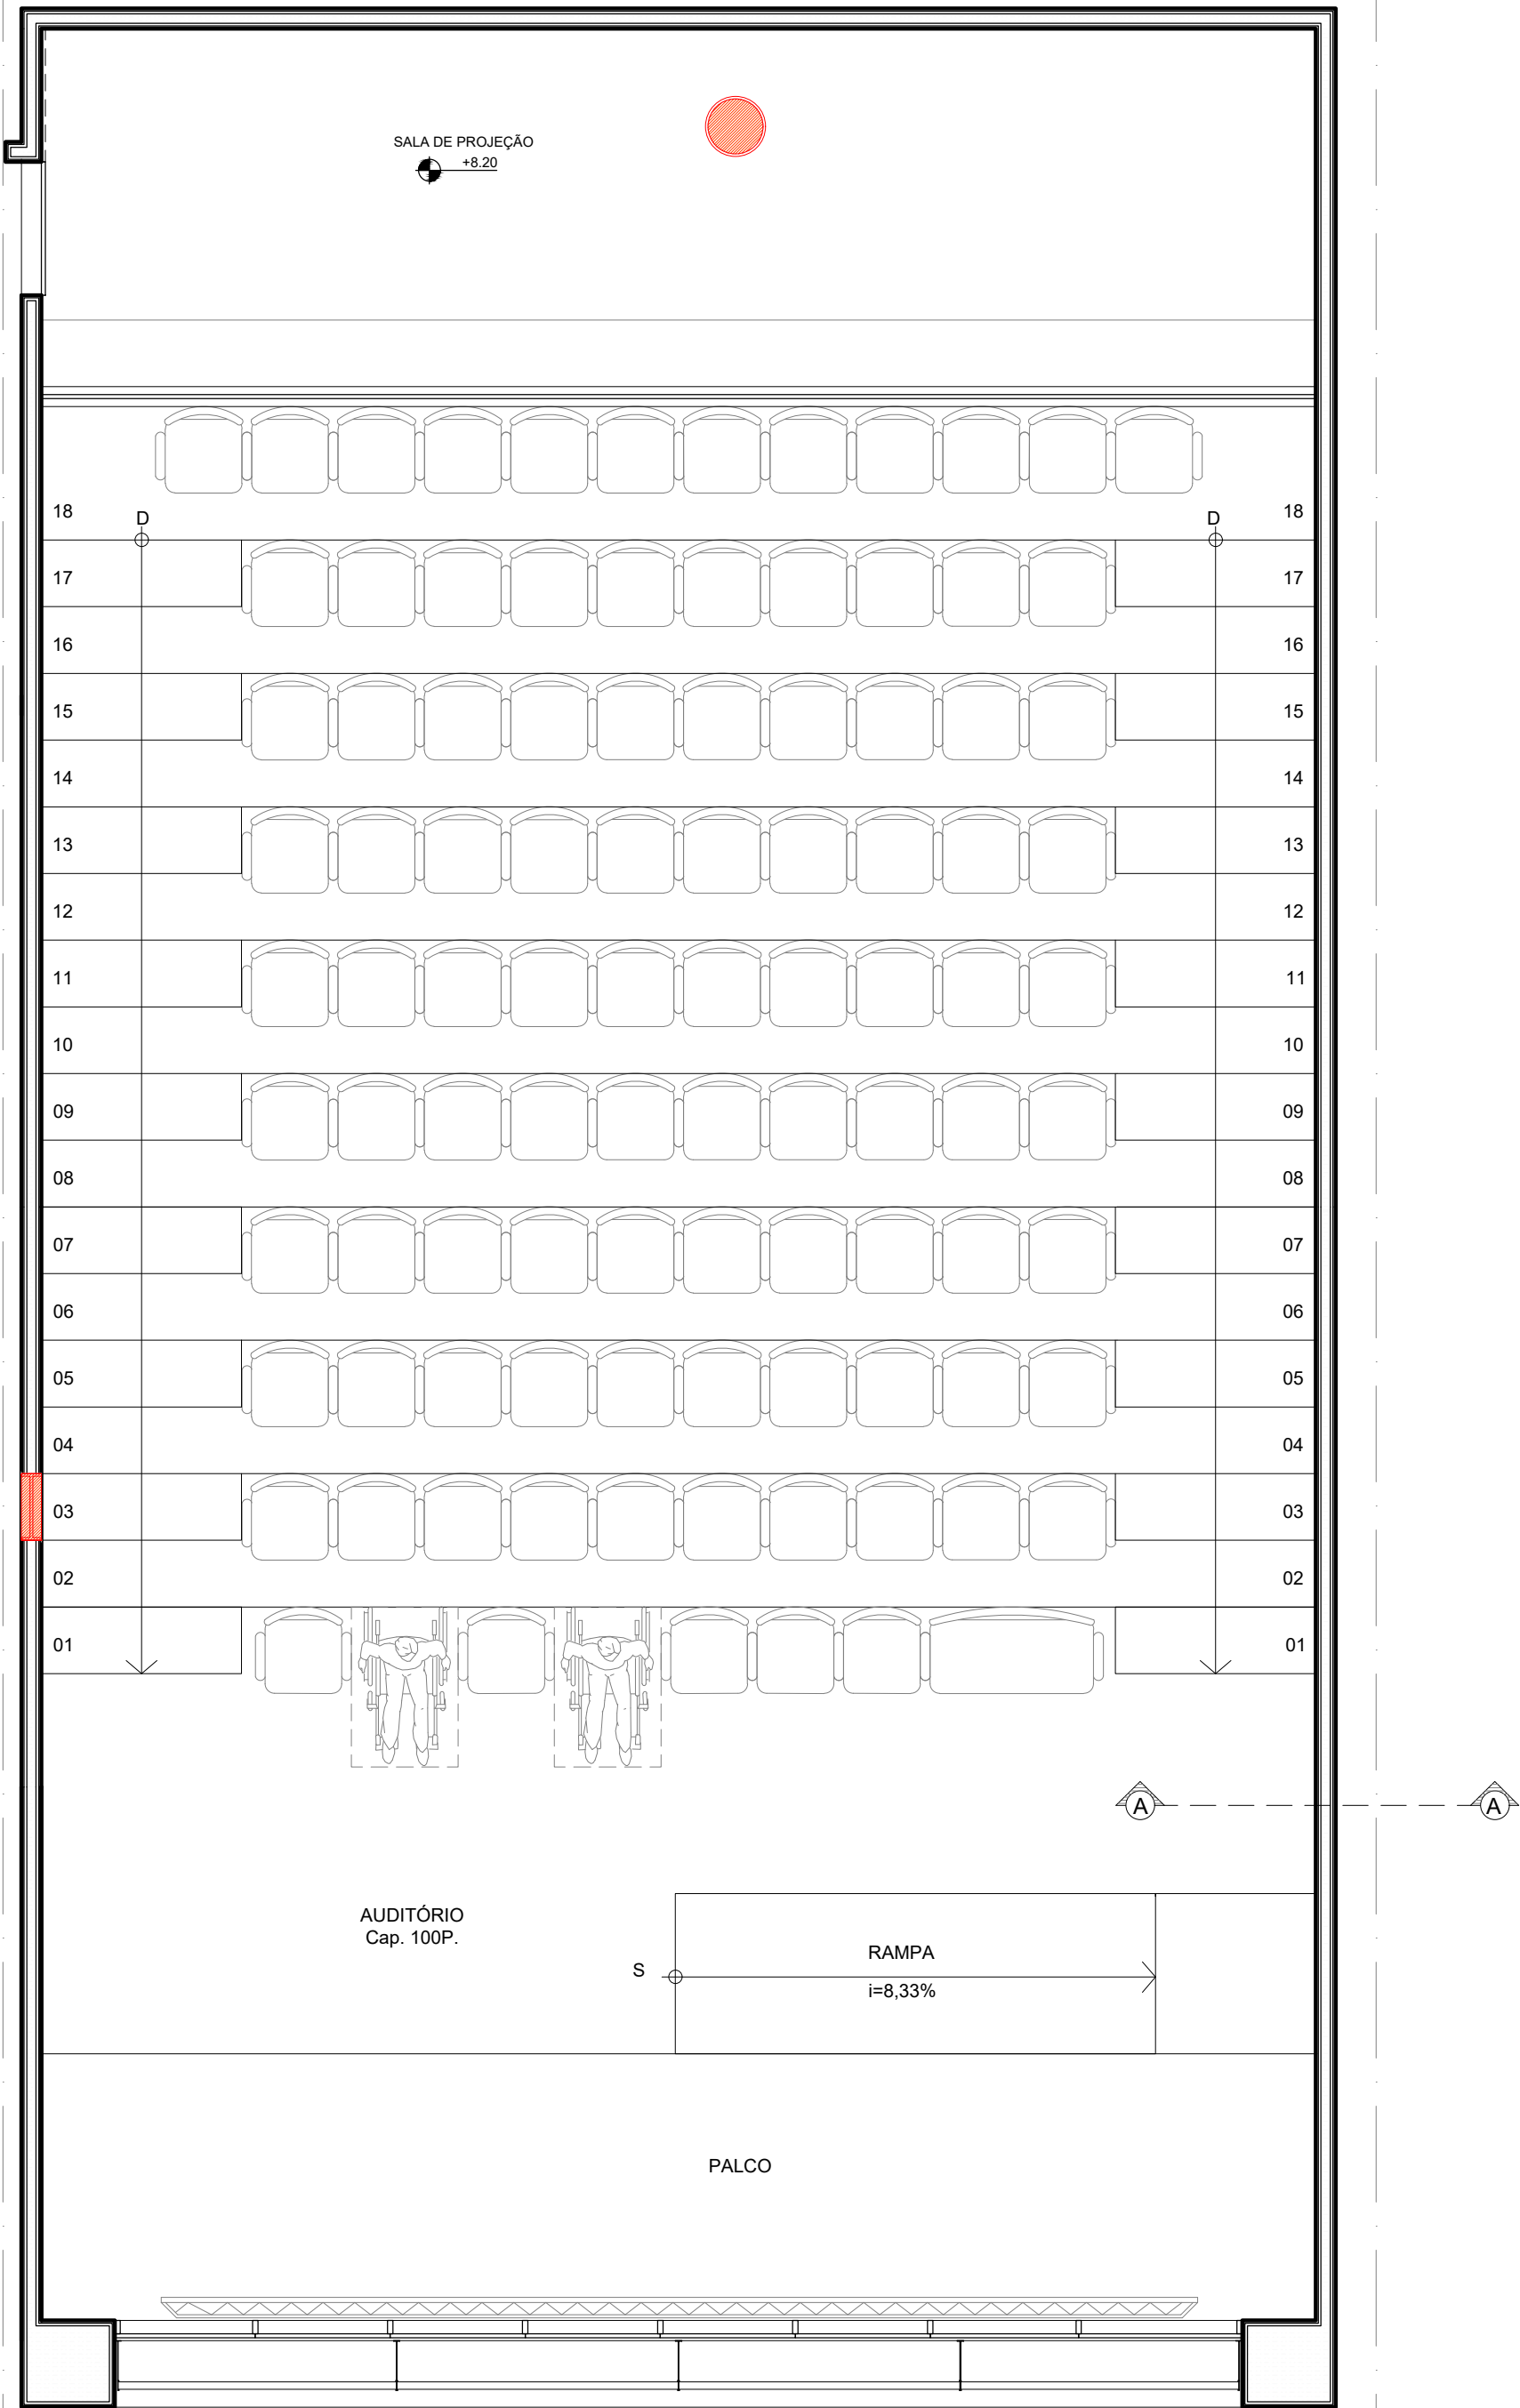 SALA DE PROJEÇÃO
+8.20
18 18
D D
17 17
16 16
15 15
14 14
13 13
12 12
11 11
10 10
09 09
08 08
07 07
06 06
05 05
04 04
03 03
02 02
01 01
A A
AUDITÓRIO
Cap. 100P.
RAMPA
S
i=8,33%
PALCO